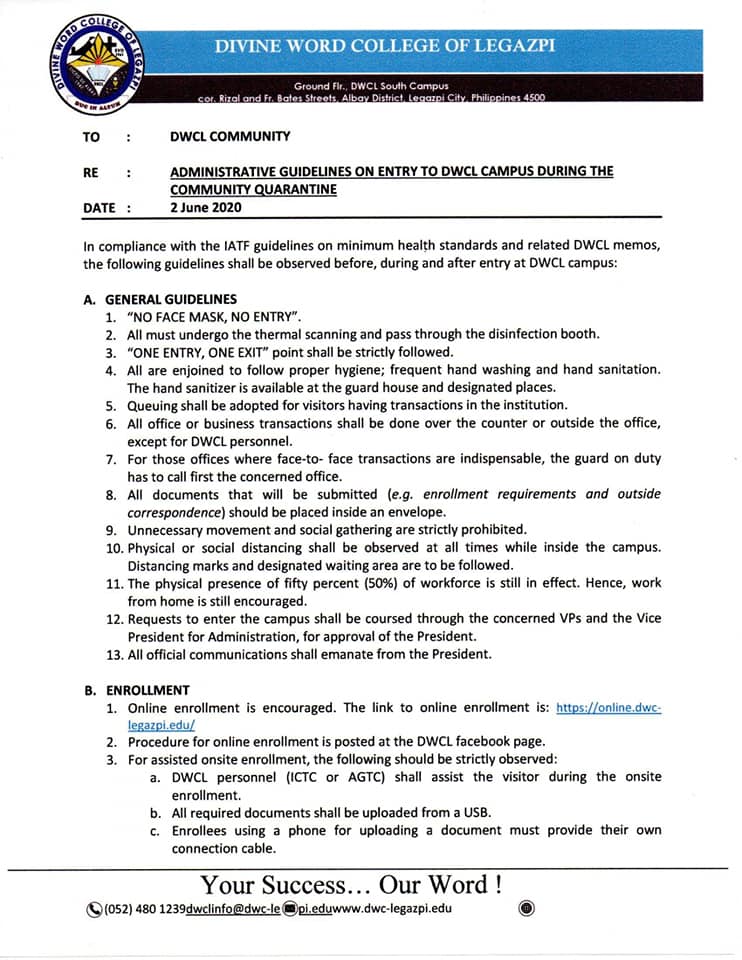 DIVINE WORD COLLEGE OF LEGAZPI
Ground Flr., DWCL South Campus
cor. Rizal and Fr. Bates Streets, Albay District, Legazpi City, Philippines 4500
DIVINE WORD COLLEGE OF LEGAZPI
DUC IN ALTUM
TO : DWCL COMMUNITY
RE : ADMINISTRATIVE GUIDELINES ON ENTRY TO DWCL CAMPUS DURING THE
COMMUNITY QUARANTINE
DATE : 2 June 2020
In compliance with the IATF guidelines on minimum health standards and related DWCL memos,
the following guidelines shall be observed before, during and after entry at DWCL campus:
A. GENERAL GUIDELINES
1. “NO FACE MASK, NO ENTRY”.
2. All must undergo the thermal scanning and pass through the disinfection booth.
3. “ONE ENTRY, ONE EXIT” point shall be strictly followed.
4. All are enjoined to follow proper hygiene; frequent hand washing and hand sanitation.
The hand sanitizer is available at the guard house and designated places.
5. Queuing shall be adopted for visitors having transactions in the institution.
6. All office or business transactions shall be done over the counter or outside the office,
except for DWCL personnel.
7. For those offices where face-to- face transactions are indispensable, the guard on duty
has to call first the concerned office.
8. All documents that will be submitted (e.g. enrollment requirements and outside
correspondence) should be placed inside an envelope.
9. Unnecessary movement and social gathering are strictly prohibited.
10. Physical or social distancing shall be observed at all times while inside the campus.
Distancing marks and designated waiting area are to be followed.
11. The physical presence of fifty percent (50%) of workforce is still in effect. Hence, work
from home is still encouraged.
12. Requests to enter the campus shall be coursed through the concerned VPs and the Vice
President for Administration, for approval of the President.
13. All official communications shall emanate from the President.
B. ENROLLMENT
1. Online enrollment is encouraged. The link to online enrollment is: https://online.dwc-
legazpi.edu/
2. Procedure for online enrollment is posted at the DWCL facebook page.
3. For assisted onsite enrollment, the following should be strictly observed:
a. DWCL personnel (ICTC or AGTC) shall assist the visitor during the onsite
enrollment.
b. All required documents shall be uploaded from a USB.
c. Enrollees using a phone for uploading a document must provide their own
connection cable.
Your Success... Our Word !
(052) 480 1239dwclinfo@dwc-le pi.eduwww.dwc-legazpi.edu